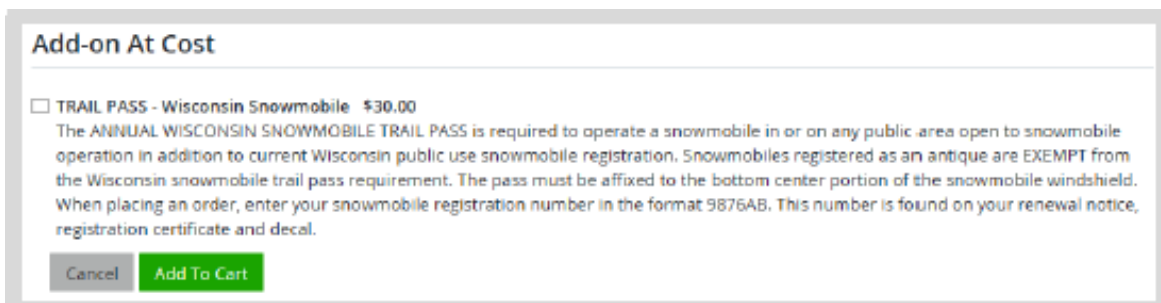 Add-on At Cost
TRAIL PASS - Wisconsin Snowmobile $30.00
The ANNUAL WISCONSIN SNOWMOBILE TRAIL PASS is required to operate a snowmobile in or on any public area open to snowmobile
operation in addition to current Wisconsin public use snowmobile registration. Snowmobiles registered as an antique are EXEMPT from
the Wisconsin snowmobile trail pass requirement. The pass must be affixed to the bottom center portion of the snowmobile windshield.
When placing an order, enter your snowmobile registration number in the format 9876AB. This number is found on your renewal notice,
registration certificate and decal.
Cancel Add To Cart